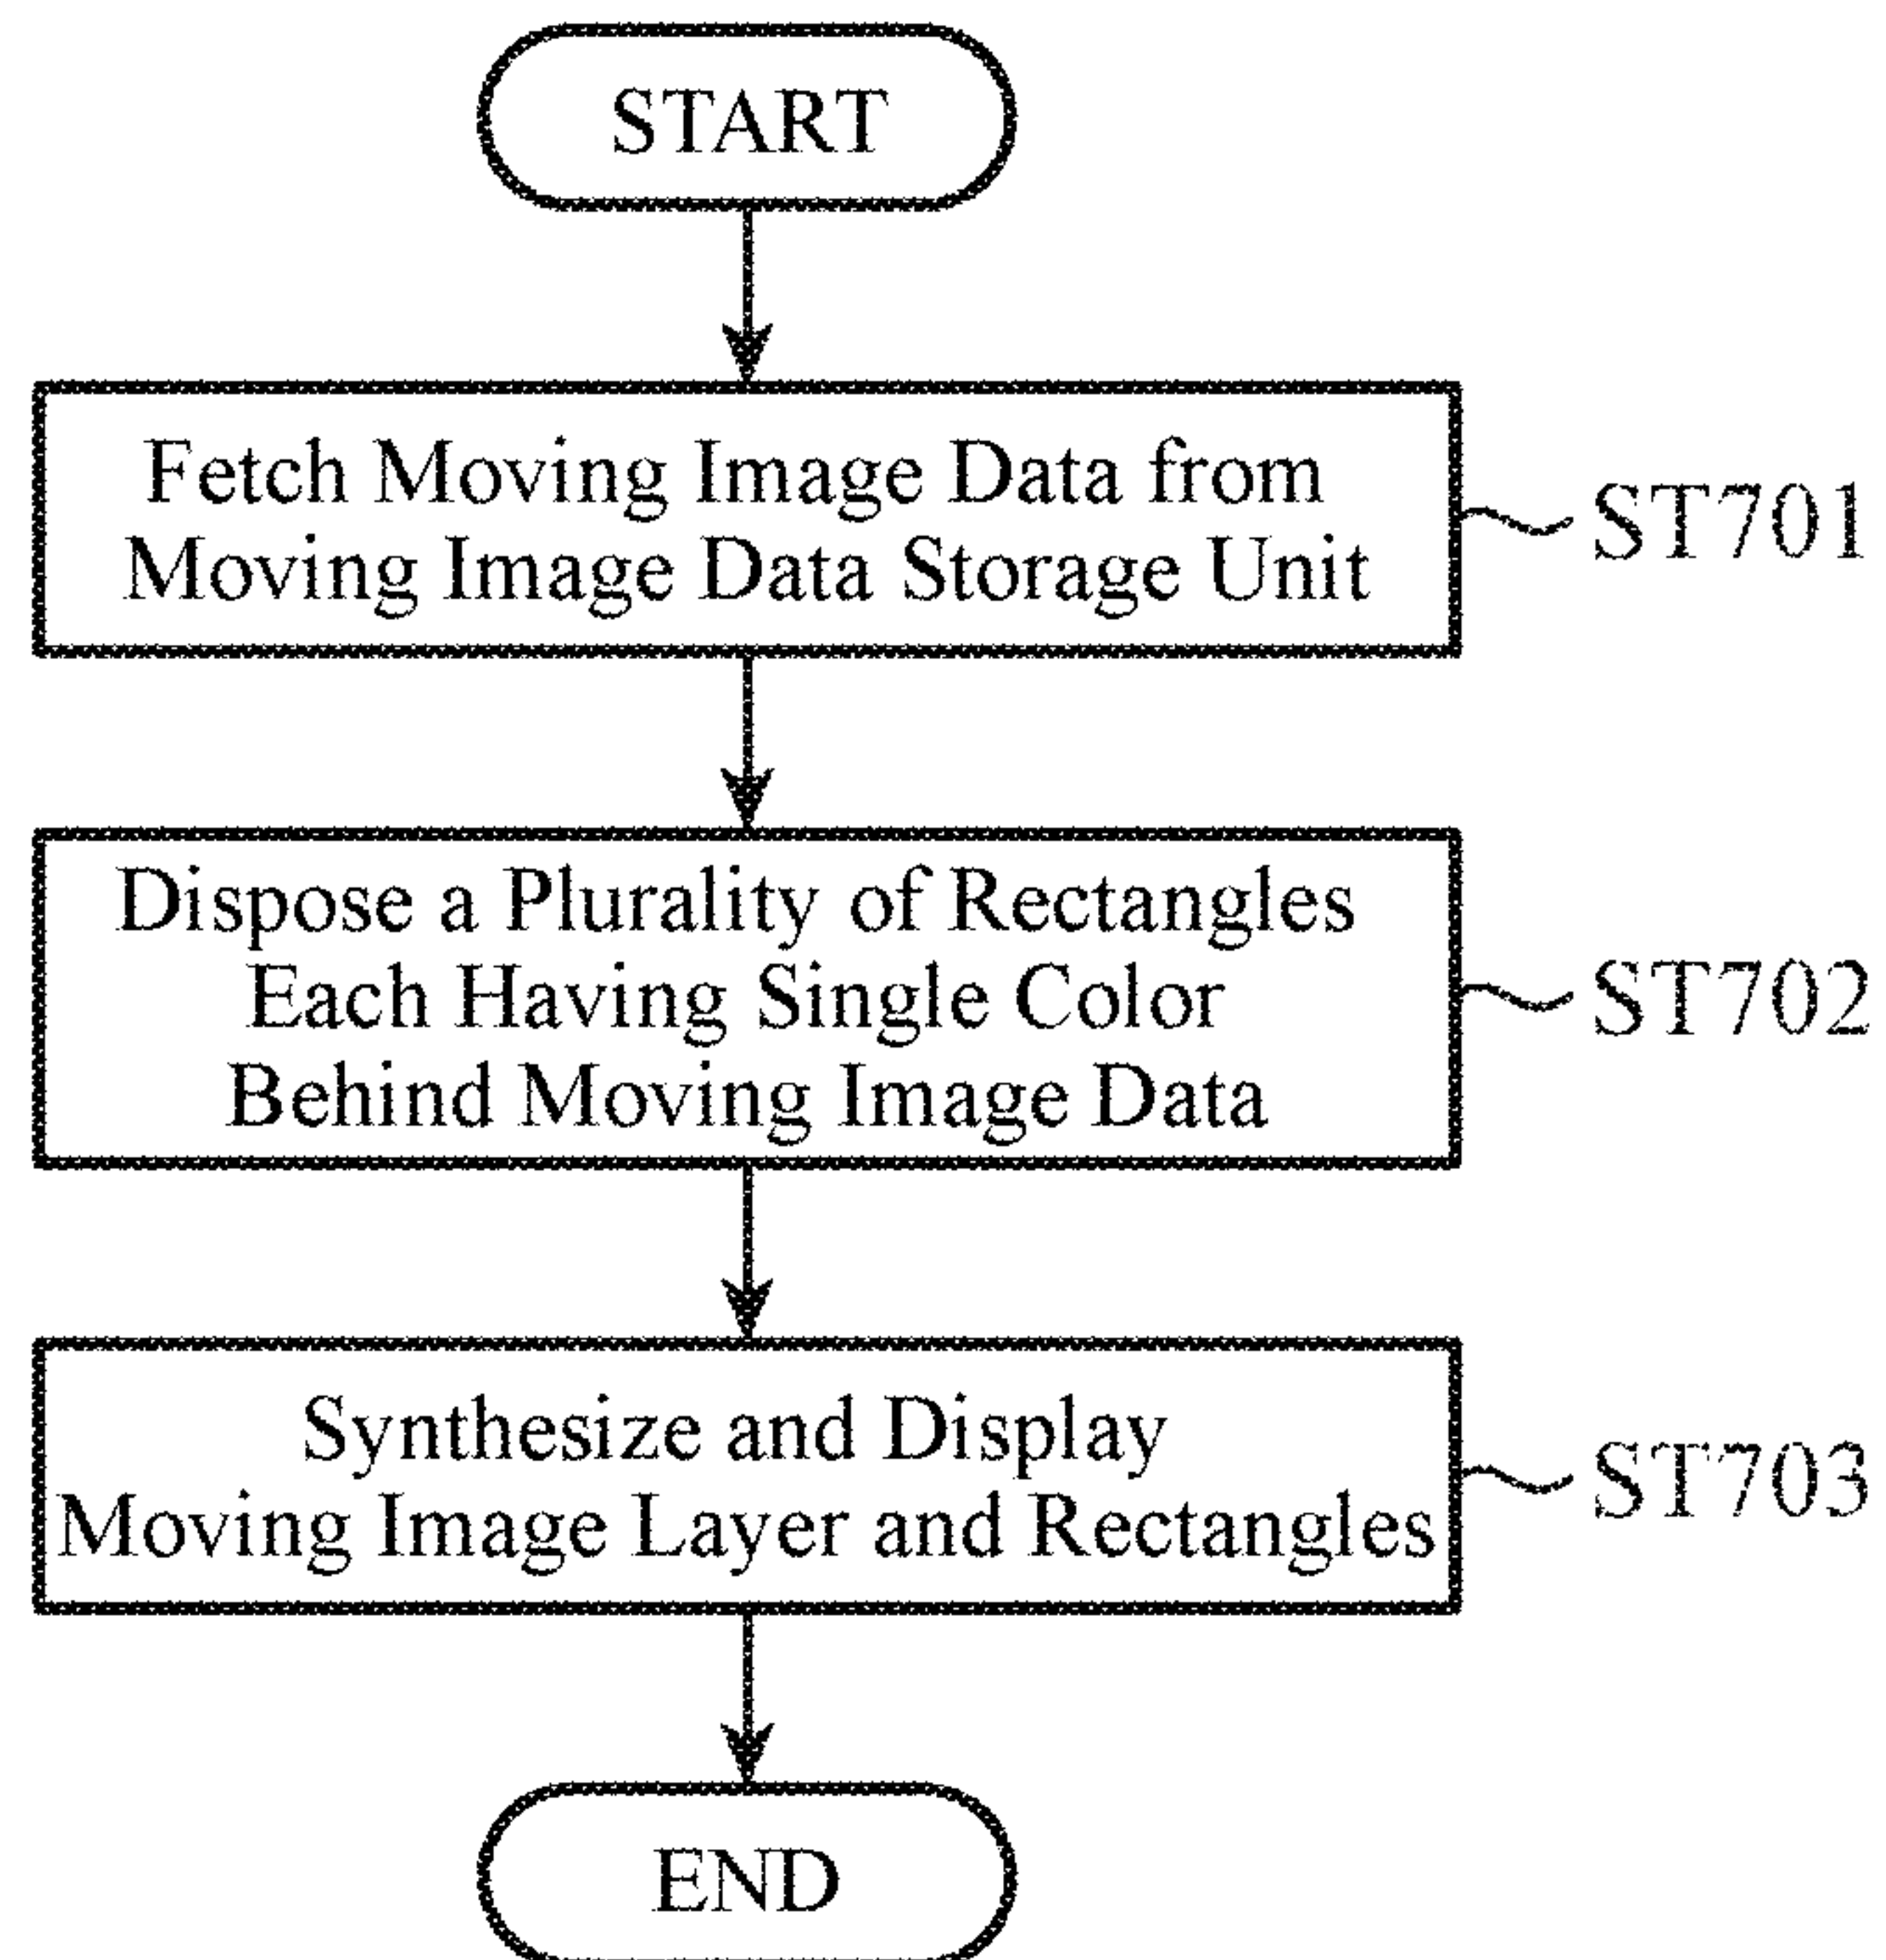 START
Fetch Moving Image Data from
Moving Image Data Storage Unit
ST701
Dispose a Plurality of Rectangles
Each Having Single Color
Behind Moving Image Data
ST702
Synthesize and Display
Moving Image Layer and Rectangles
ST703
END